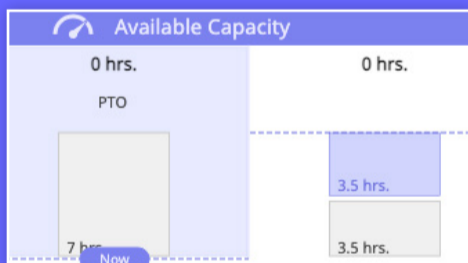 Available Capacity
0 hrs.
0 hrs.
PTO
3.5 hrs.
7 hrs.
3.5 hrs.
Now